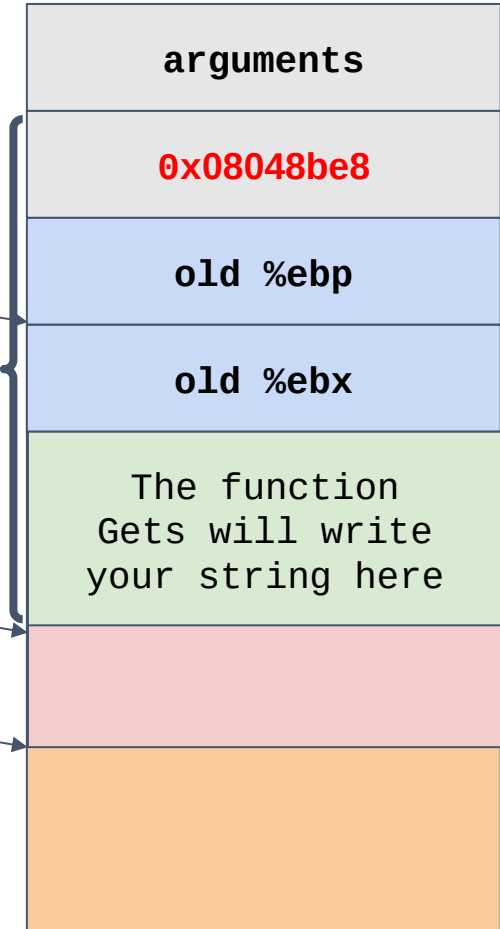 arguments
0x08048be8
old %ebp
old %ebx
The function
Gets will write
your string here